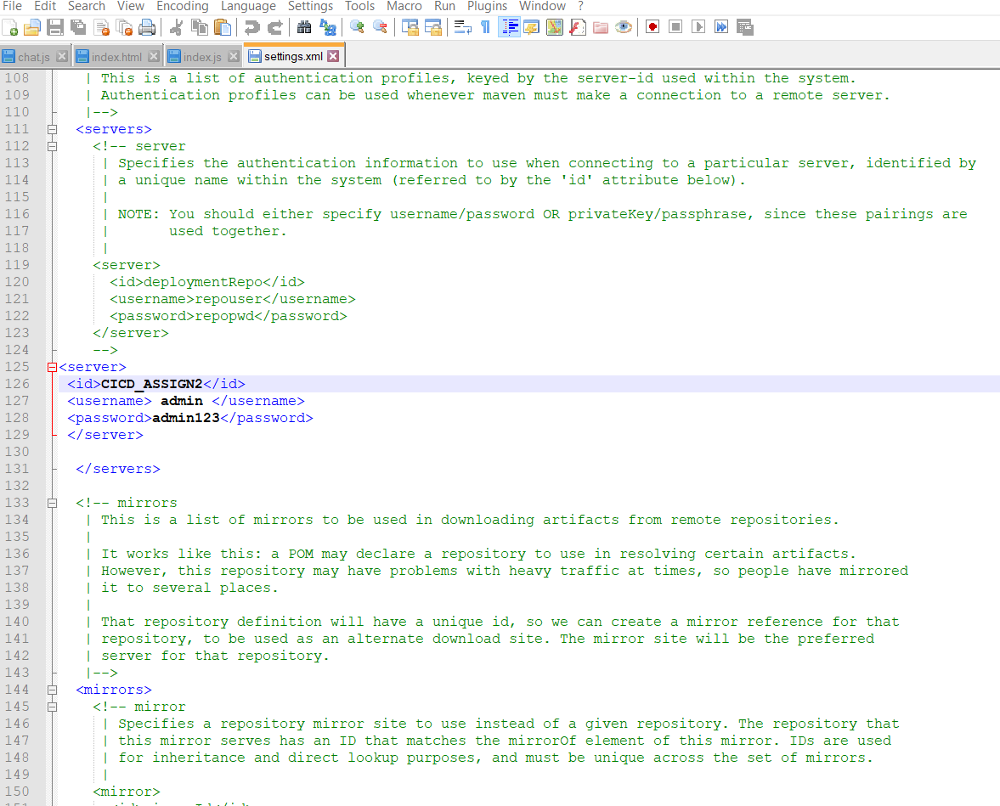 File Edit Search View Encoding Language Settings Tools Macro Run Plugins Window ?
chat.js index.html index.js settings.xml
108 | This is a list of authentication profiles, keyed by the server-id used within the system.
109 | Authentication profiles can be used whenever maven must make a connection to a remote server.
110 |-->
111 <servers>
112 <!-- server
113 | Specifies the authentication information to use when connecting to a particular server, identified by
114 | a unique name within the system (referred to by the 'id' attribute below).
115 |
116 | NOTE: You should either specify username/password OR privateKey/passphrase, since these pairings are
117 | used together.
118 |
119 <server>
120 <id>deploymentRepo</id>
121 <username>repouser</username>
122 <password>repopwd</password>
123 </server>
124 -->
125 <server>
126 <id>CICD_ASSIGN2</id>
127 <username> admin </username>
128 <password>admin123</password>
129 </server>
130
131 </servers>
132
133 <!-- mirrors
134 | This is a list of mirrors to be used in downloading artifacts from remote repositories.
135 |
136 | It works like this: a POM may declare a repository to use in resolving certain artifacts.
137 | However, this repository may have problems with heavy traffic at times, so people have mirrored
138 | it to several places.
139 |
140 | That repository definition will have a unique id, so we can create a mirror reference for that
141 | repository, to be used as an alternate download site. The mirror site will be the preferred
142 | server for that repository.
143 |-->
144 <mirrors>
145 <!-- mirror
146 | Specifies a repository mirror site to use instead of a given repository. The repository that
147 | this mirror serves has an ID that matches the mirrorOf element of this mirror. IDs are used
148 | for inheritance and direct lookup purposes, and must be unique across the set of mirrors.
149 |
150 <mirror>